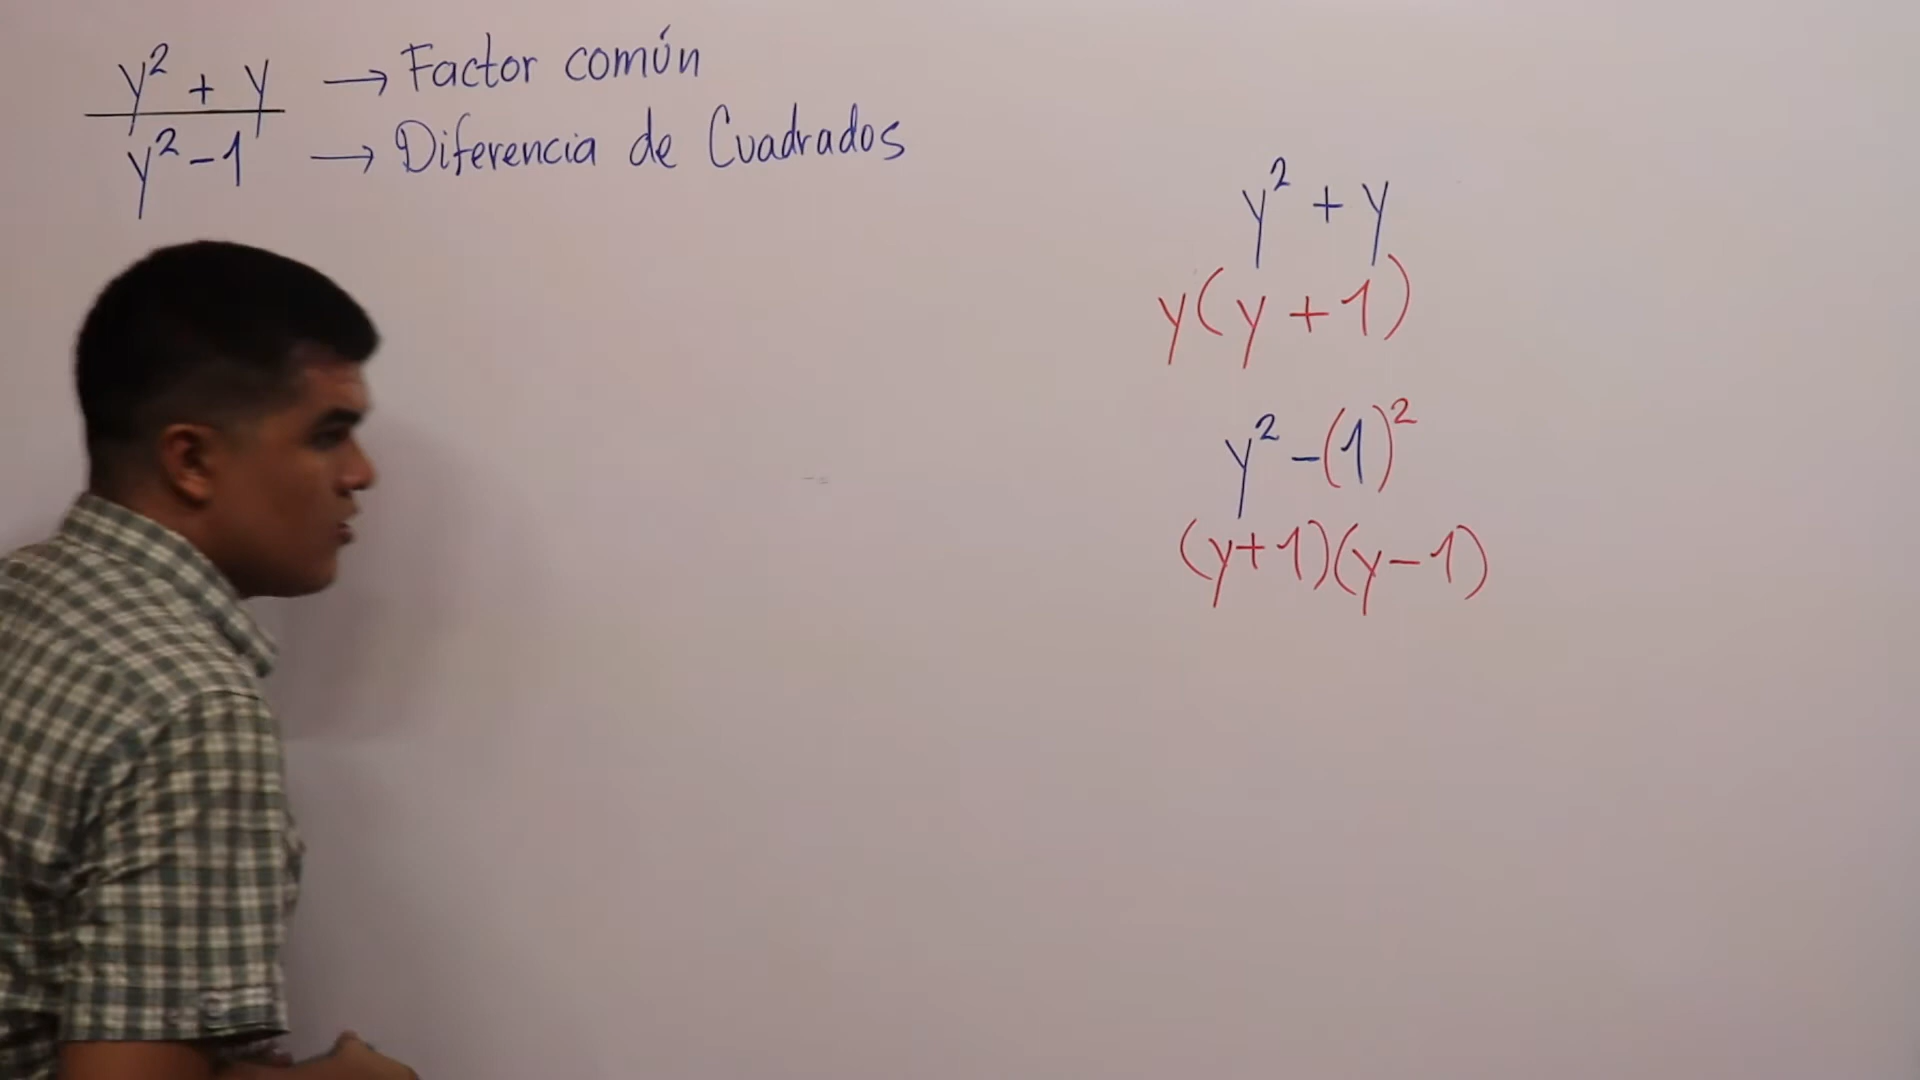 y² + y → Factor común
y² - 1 → Diferencia de Cuadrados
y² + y
y(y + 1)
y² - (1)²
(y+1)(y-1)